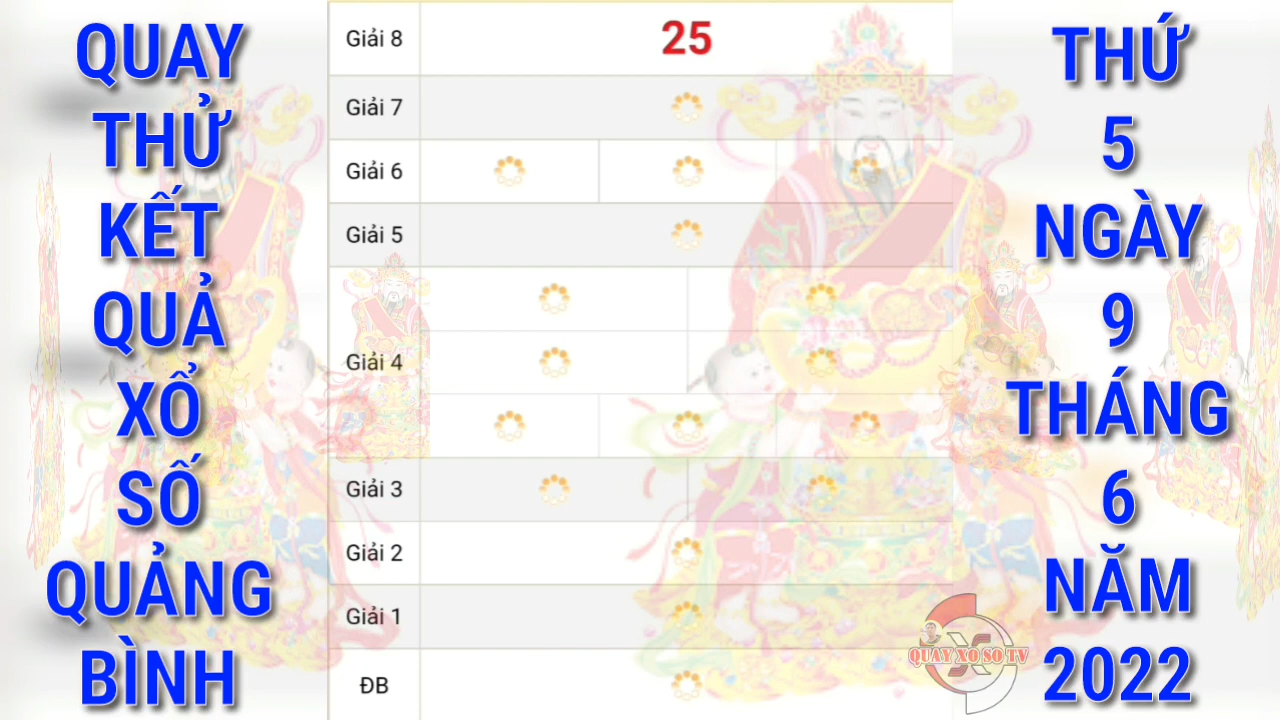 QUAY
THỬ
KẾT
QUẢ
XỔ
SỐ
QUẢNG
BÌNH
Giải 8
25
Giải 7
Giải 6
Giải 5
Giải 4
Giải 3
Giải 2
Giải 1
ĐB
QUAY XO SO TV
THỨ
5
NGÀY
9
THÁNG
6
NĂM
2022